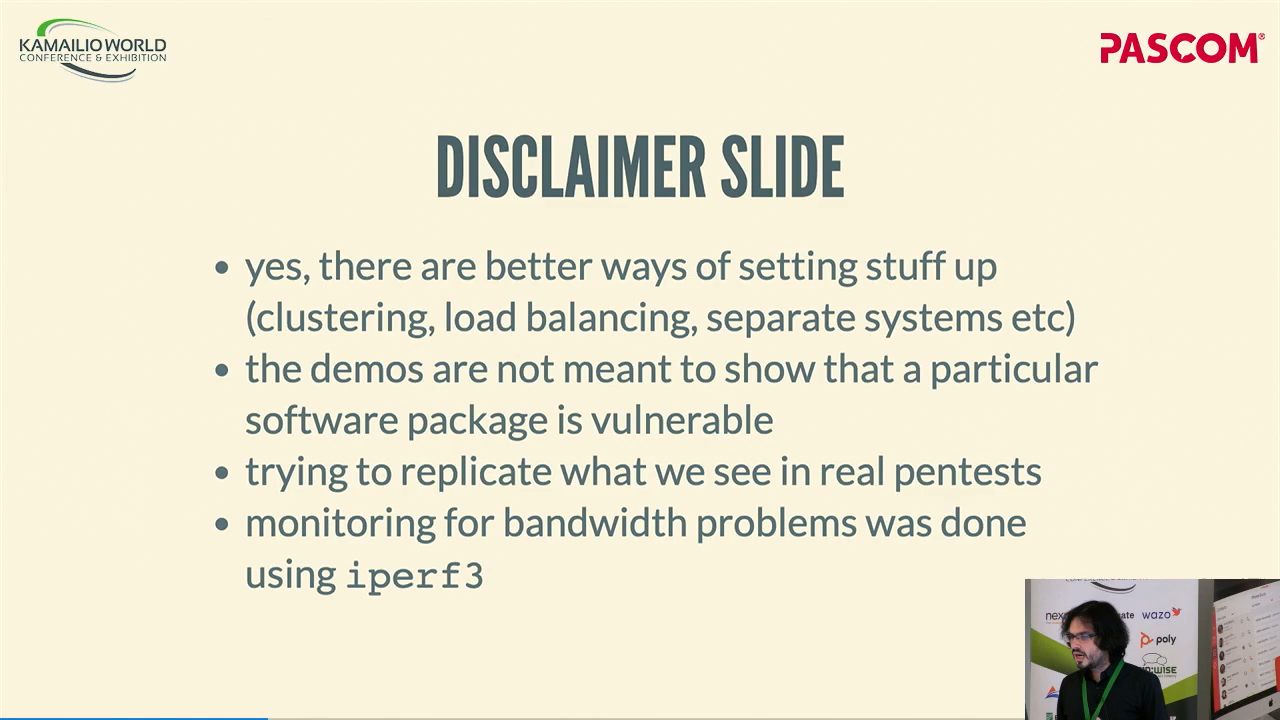 KAMAILIO WORLD
CONFERENCE & EXHIBITION
PASCOM®
DISCLAIMER SLIDE
• yes, there are better ways of setting stuff up
(clustering, load balancing, separate systems etc)
• the demos are not meant to show that a particular
software package is vulnerable
• trying to replicate what we see in real pentests
• monitoring for bandwidth problems was done
using iperf3
wazo
poly